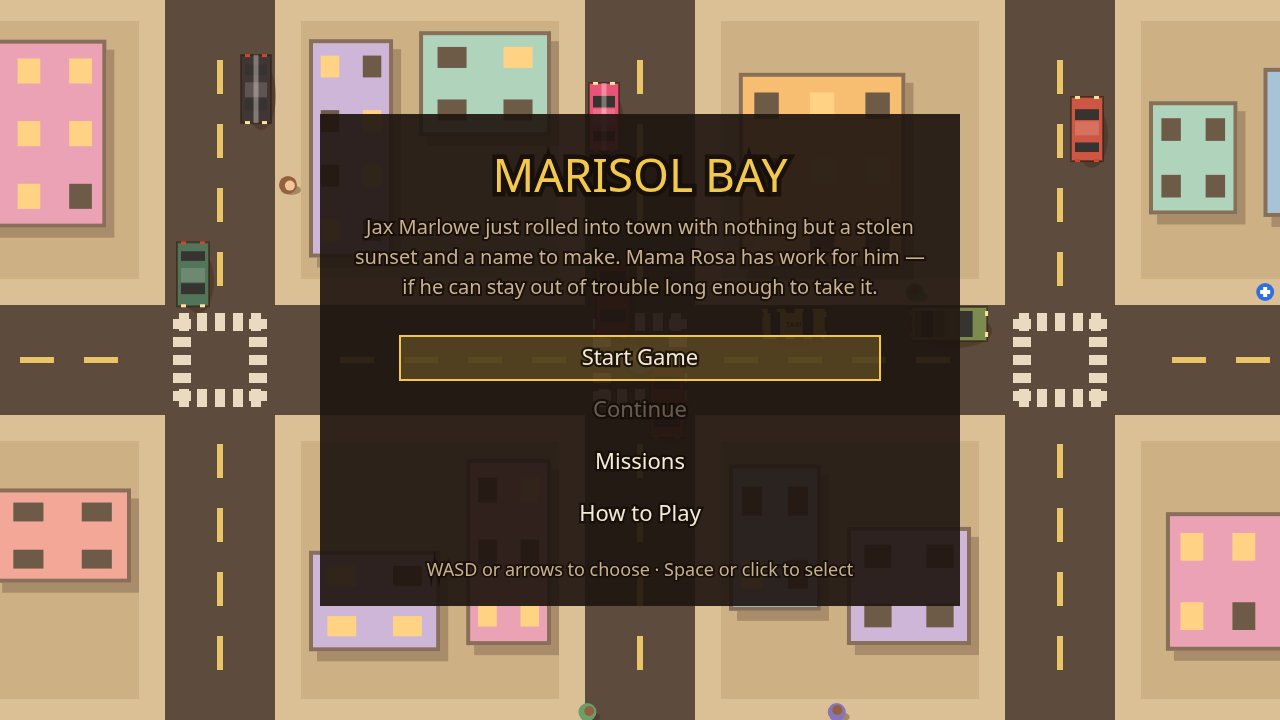 MARISOL BAY
Jax Marlowe just rolled into town with nothing but a stolen
sunset and a name to make. Mama Rosa has work for him —
if he can stay out of trouble long enough to take it.
TAXI
Start Game
Continue
Missions
How to Play
WASD or arrows to choose · Space or click to select